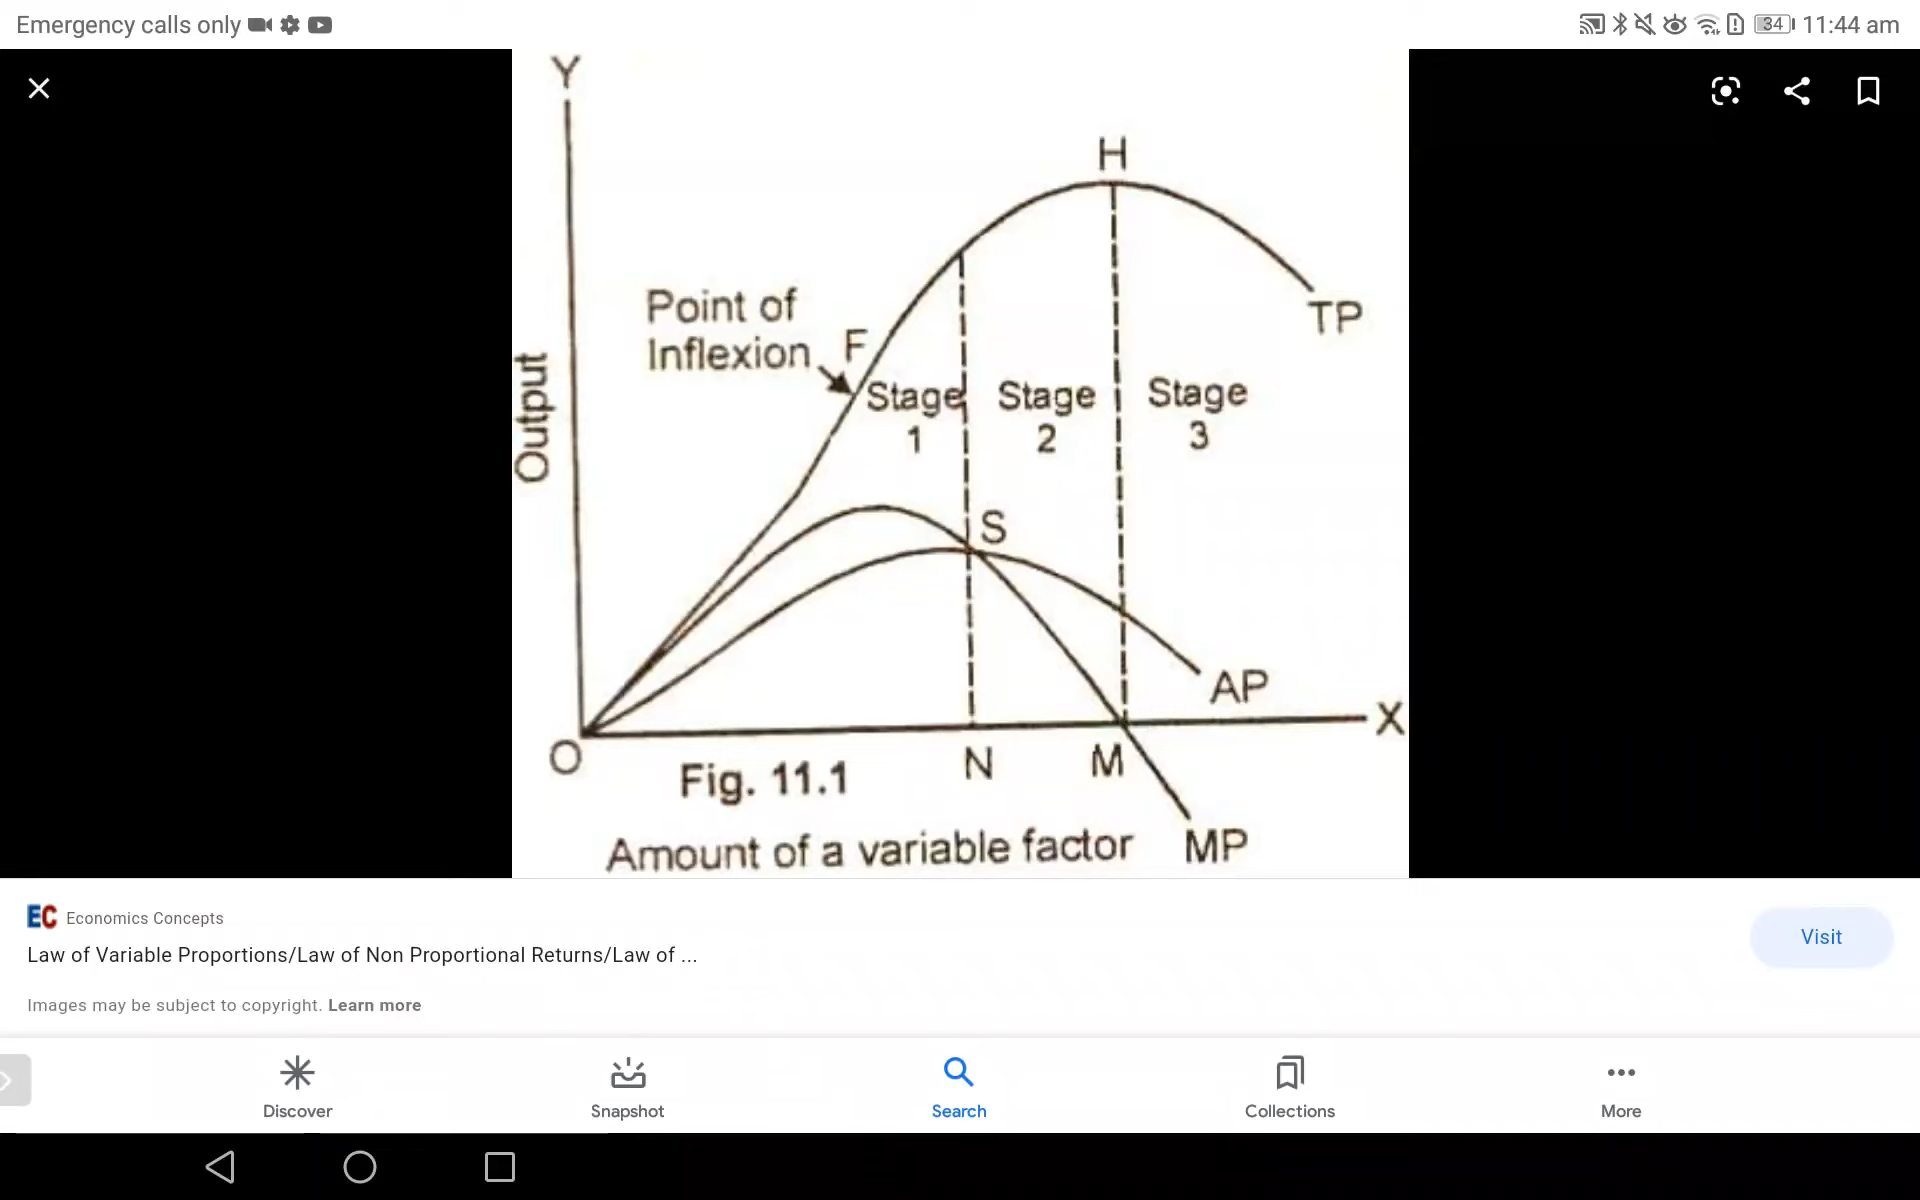 Emergency calls only
34 11:44 am
Y
H
Point of
Inflexion
F
TP
Output
Stage
1
Stage
2
Stage
3
S
AP
X
O
N
M
Fig. 11.1
MP
Amount of a variable factor
EC Economics Concepts
Law of Variable Proportions/Law of Non Proportional Returns/Law of ...
Visit
Images may be subject to copyright. Learn more
Discover
Snapshot
Search
Collections
More